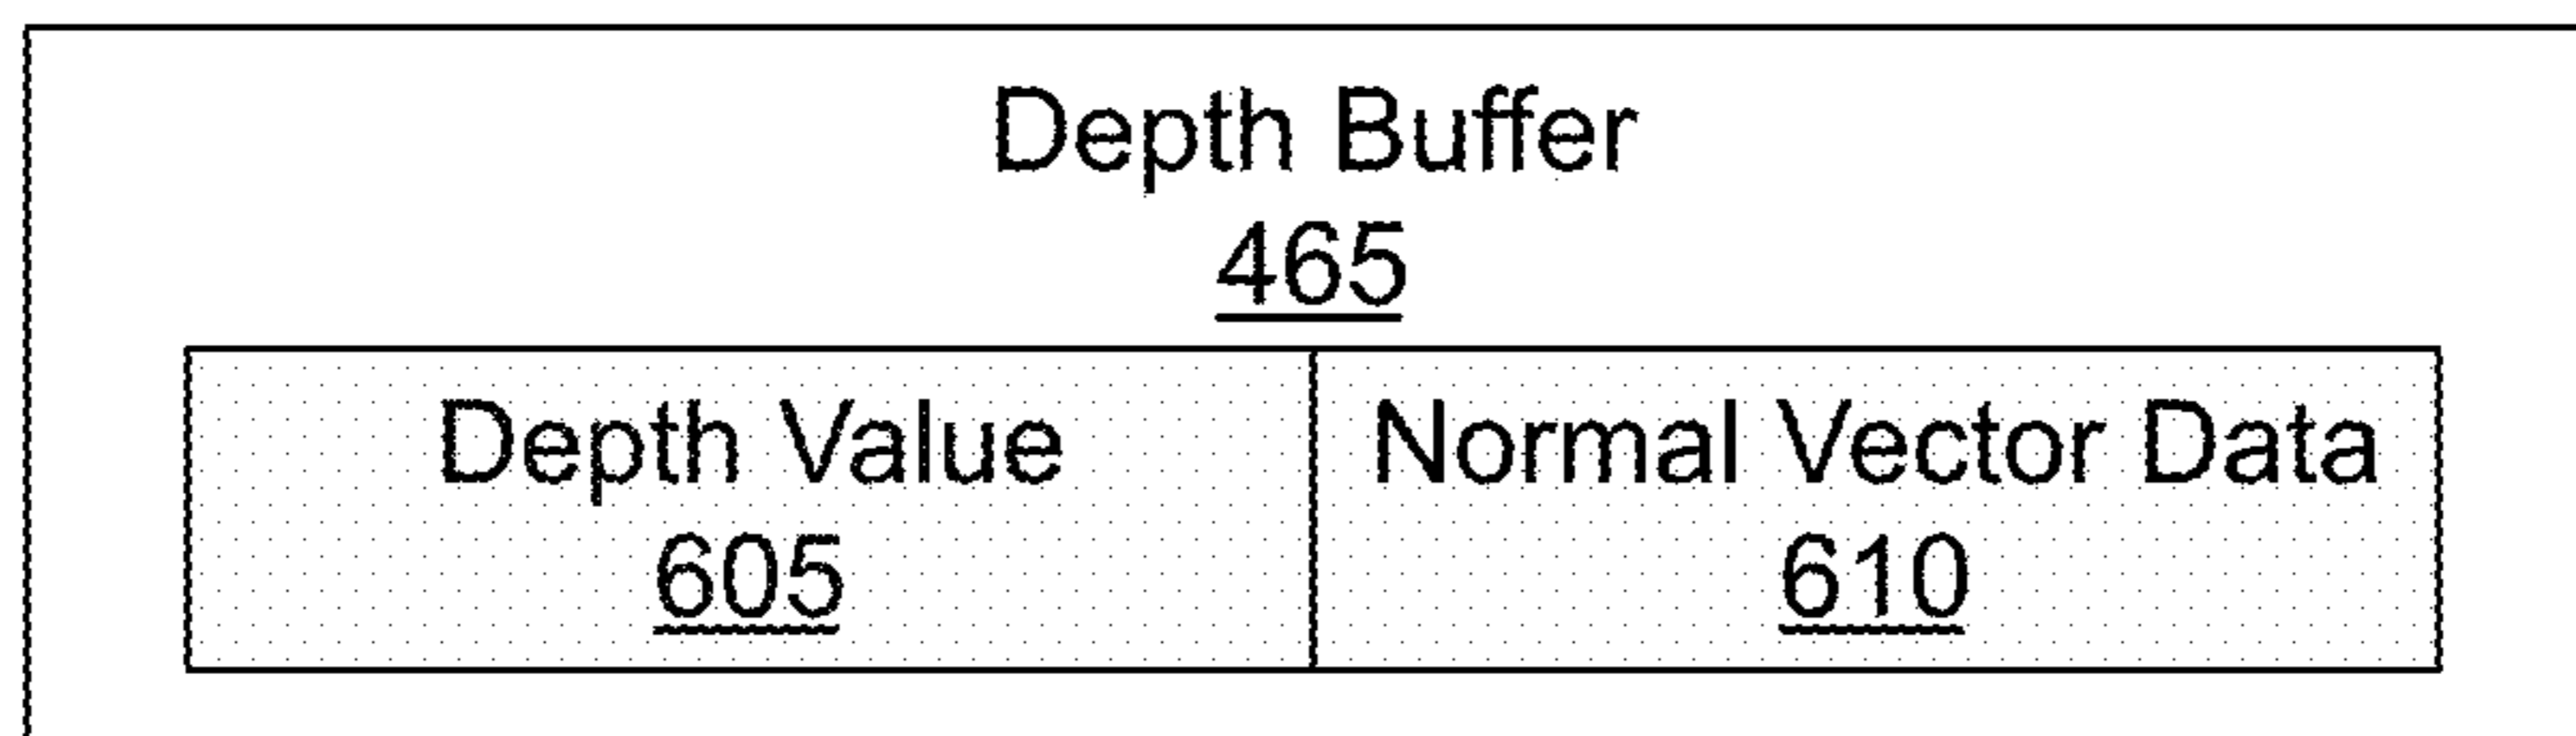 Depth Buffer
465
Depth Value
605
Normal Vector Data
610